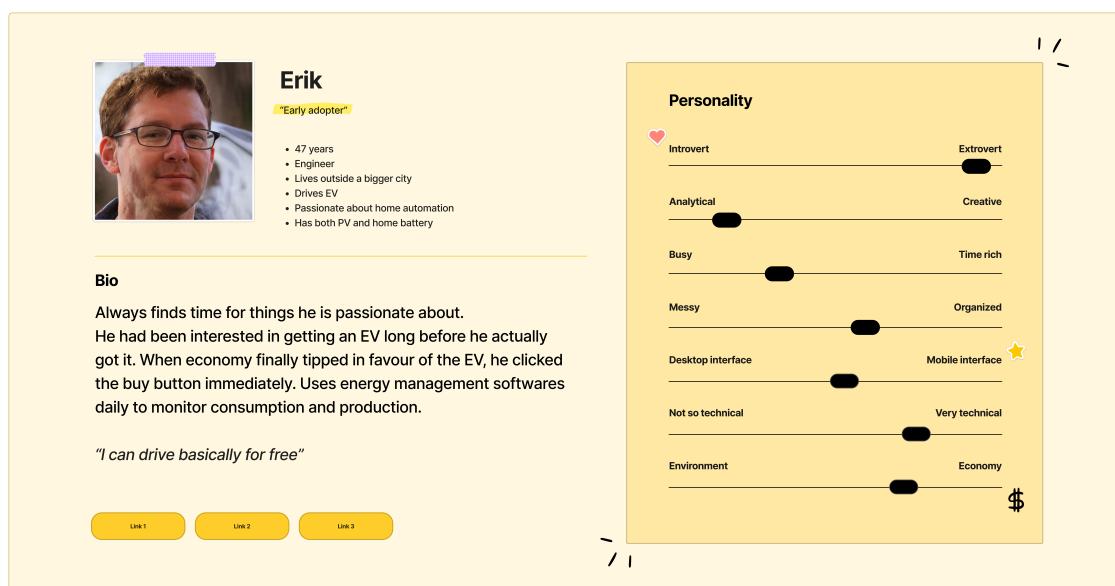 Erik
“Early adopter”
• 47 years
• Engineer
• Lives outside a bigger city
• Drives EV
• Passionate about home automation
• Has both PV and home battery
Bio
Always finds time for things he is passionate about.
He had been interested in getting an EV long before he actually
got it. When economy finally tipped in favour of the EV, he clicked
the buy button immediately. Uses energy management softwares
daily to monitor consumption and production.
“I can drive basically for free”
Link 1
Link 2
Link 3
Personality
Introvert Extrovert
Analytical Creative
Busy Time rich
Messy Organized
Desktop interface Mobile interface
Not so technical Very technical
Environment Economy
$